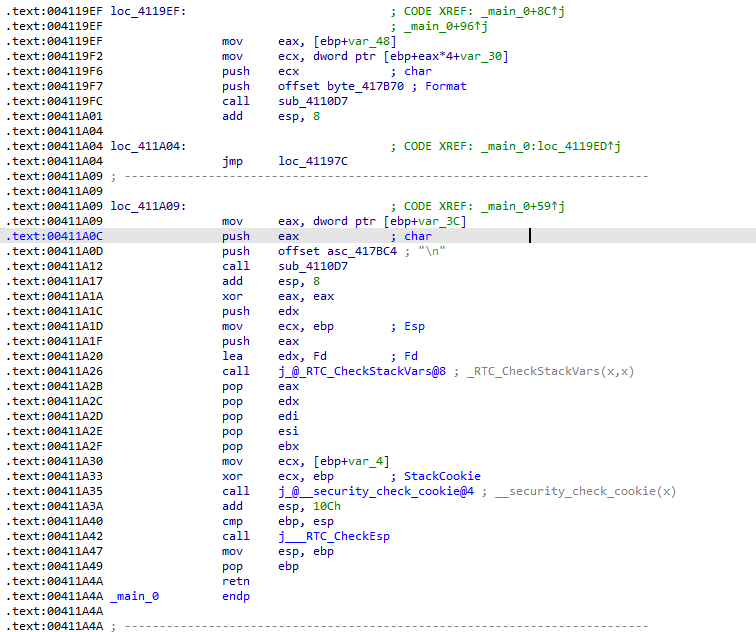 .text:004119EF loc_4119EF: ; CODE XREF: _main_0+8C↑j
.text:004119EF ; _main_0+96↑j
.text:004119EF mov eax, [ebp+var_48]
.text:004119F2 mov ecx, dword ptr [ebp+eax*4+var_30]
.text:004119F6 push ecx ; char
.text:004119F7 push offset byte_417B70 ; Format
.text:004119FC call sub_4110D7
.text:00411A01 add esp, 8
.text:00411A04
.text:00411A04 loc_411A04: ; CODE XREF: _main_0:loc_4119ED↑j
.text:00411A04 jmp loc_41197C
.text:00411A09 ; ---------------------------------------------------------------------------
.text:00411A09
.text:00411A09 loc_411A09: ; CODE XREF: _main_0+59↑j
.text:00411A09 mov eax, dword ptr [ebp+var_3C]
.text:00411A0C push eax ; char
.text:00411A0D push offset asc_417BC4 ; "\n"
.text:00411A12 call sub_4110D7
.text:00411A17 add esp, 8
.text:00411A1A xor eax, eax
.text:00411A1C push edx
.text:00411A1D mov ecx, ebp ; Esp
.text:00411A1F push eax
.text:00411A20 lea edx, Fd ; Fd
.text:00411A26 call j_@_RTC_CheckStackVars@8 ; _RTC_CheckStackVars(x,x)
.text:00411A2B pop eax
.text:00411A2C pop edx
.text:00411A2D pop edi
.text:00411A2E pop esi
.text:00411A2F pop ebx
.text:00411A30 mov ecx, [ebp+var_4]
.text:00411A33 xor ecx, ebp ; StackCookie
.text:00411A35 call j_@__security_check_cookie@4 ; __security_check_cookie(x)
.text:00411A3A add esp, 10Ch
.text:00411A40 cmp ebp, esp
.text:00411A42 call j___RTC_CheckEsp
.text:00411A47 mov esp, ebp
.text:00411A49 pop ebp
.text:00411A4A retn
.text:00411A4A _main_0 endp
.text:00411A4A
.text:00411A4A ; ---------------------------------------------------------------------------